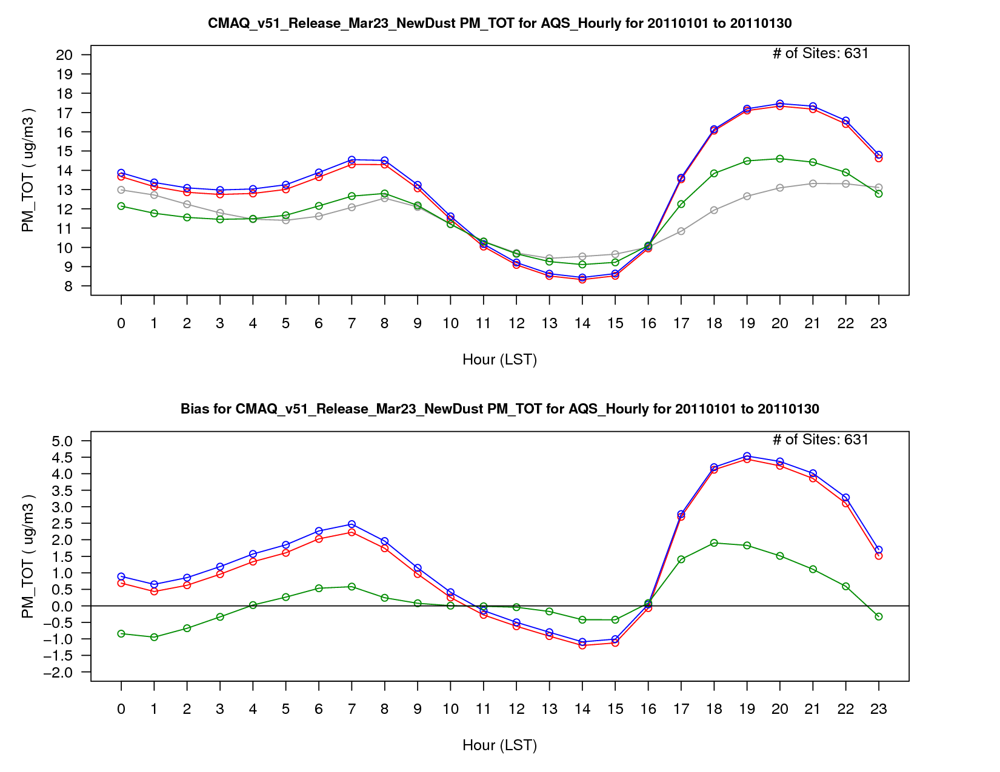 CMAQ_v51_Release_Mar23_NewDust PM_TOT for AQS_Hourly for 20110101 to 20110130
# of Sites: 631
PM_TOT ( ug/m3 )
20
19
18
17
16
15
14
13
12
11
10
9
8
0 1 2 3 4 5 6 7 8 9 10 11 12 13 14 15 16 17 18 19 20 21 22 23
Hour (LST)
Bias for CMAQ_v51_Release_Mar23_NewDust PM_TOT for AQS_Hourly for 20110101 to 20110130
# of Sites: 631
PM_TOT ( ug/m3 )
5.0
4.5
4.0
3.5
3.0
2.5
2.0
1.5
1.0
0.5
0.0
−0.5
−1.0
−1.5
−2.0
0 1 2 3 4 5 6 7 8 9 10 11 12 13 14 15 16 17 18 19 20 21 22 23
Hour (LST)